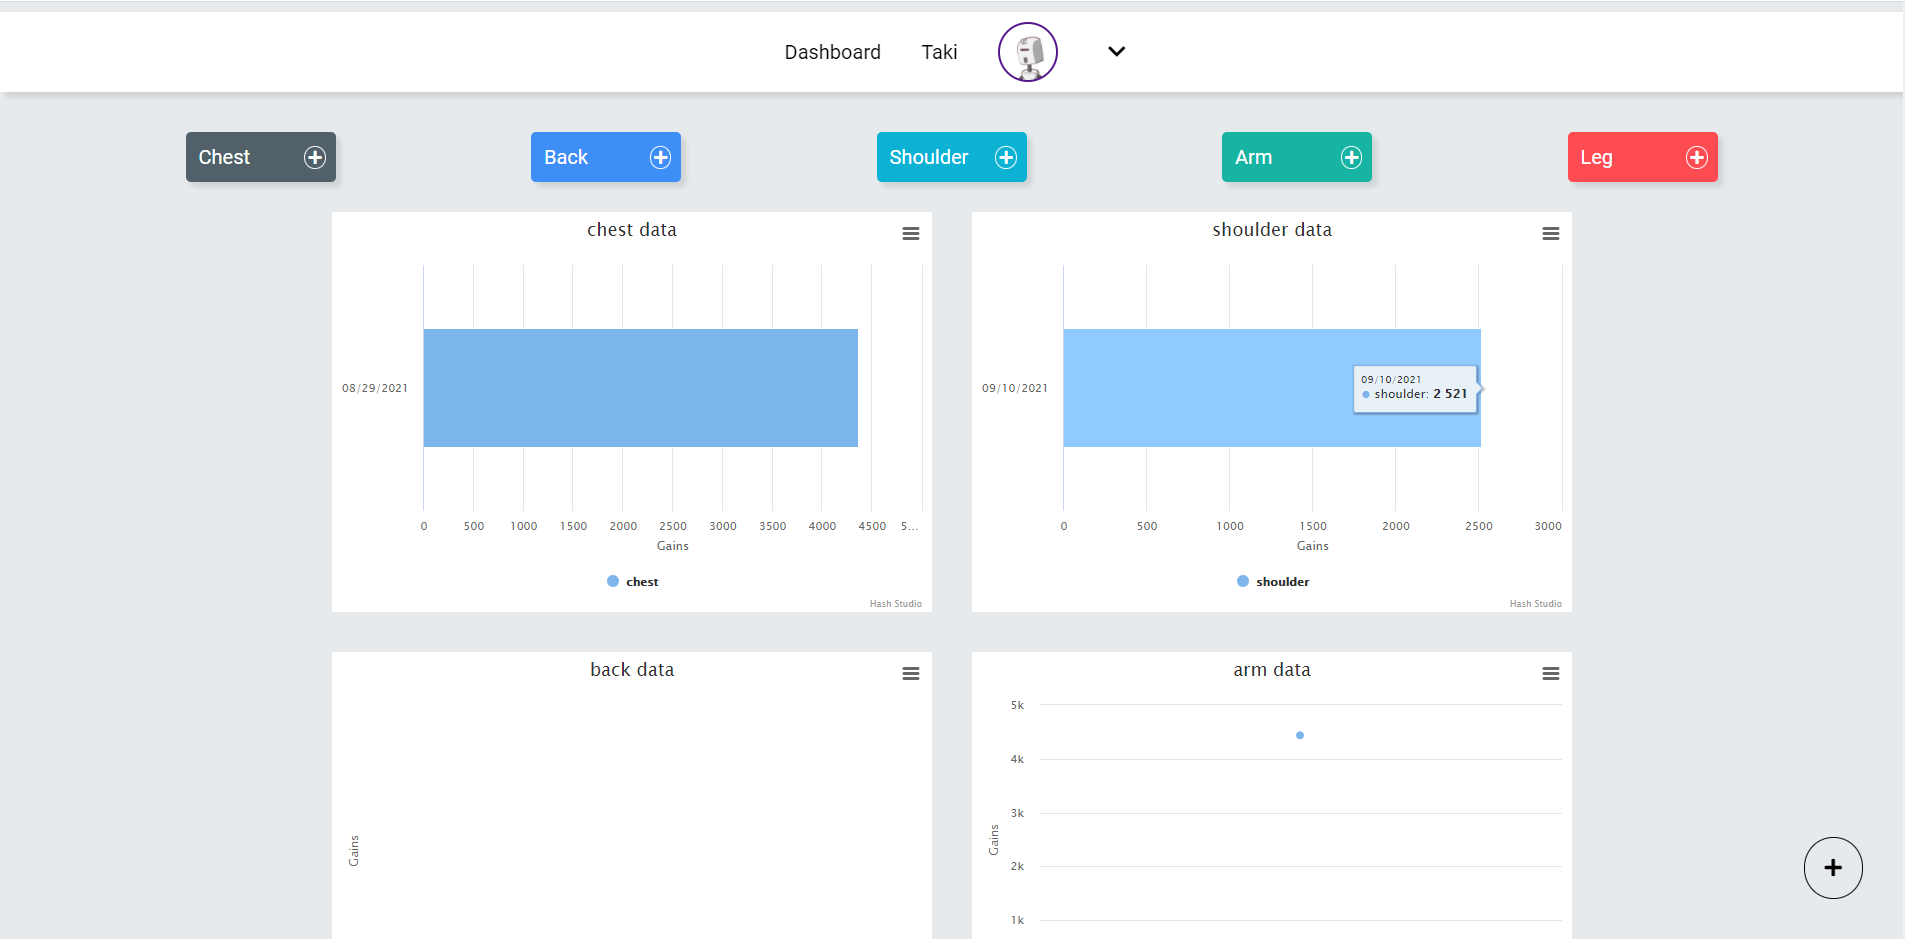 Dashboard Taki
Chest Back Shoulder Arm Leg
chest data
08/29/2021
0 500 1000 1500 2000 2500 3000 3500 4000 4500 5...
Gains
chest
Hash Studio
shoulder data
09/10/2021
09/10/2021
shoulder: 2 521
0 500 1000 1500 2000 2500 3000
Gains
shoulder
Hash Studio
back data
Gains
arm data
5k
4k
3k
2k
1k
Gains